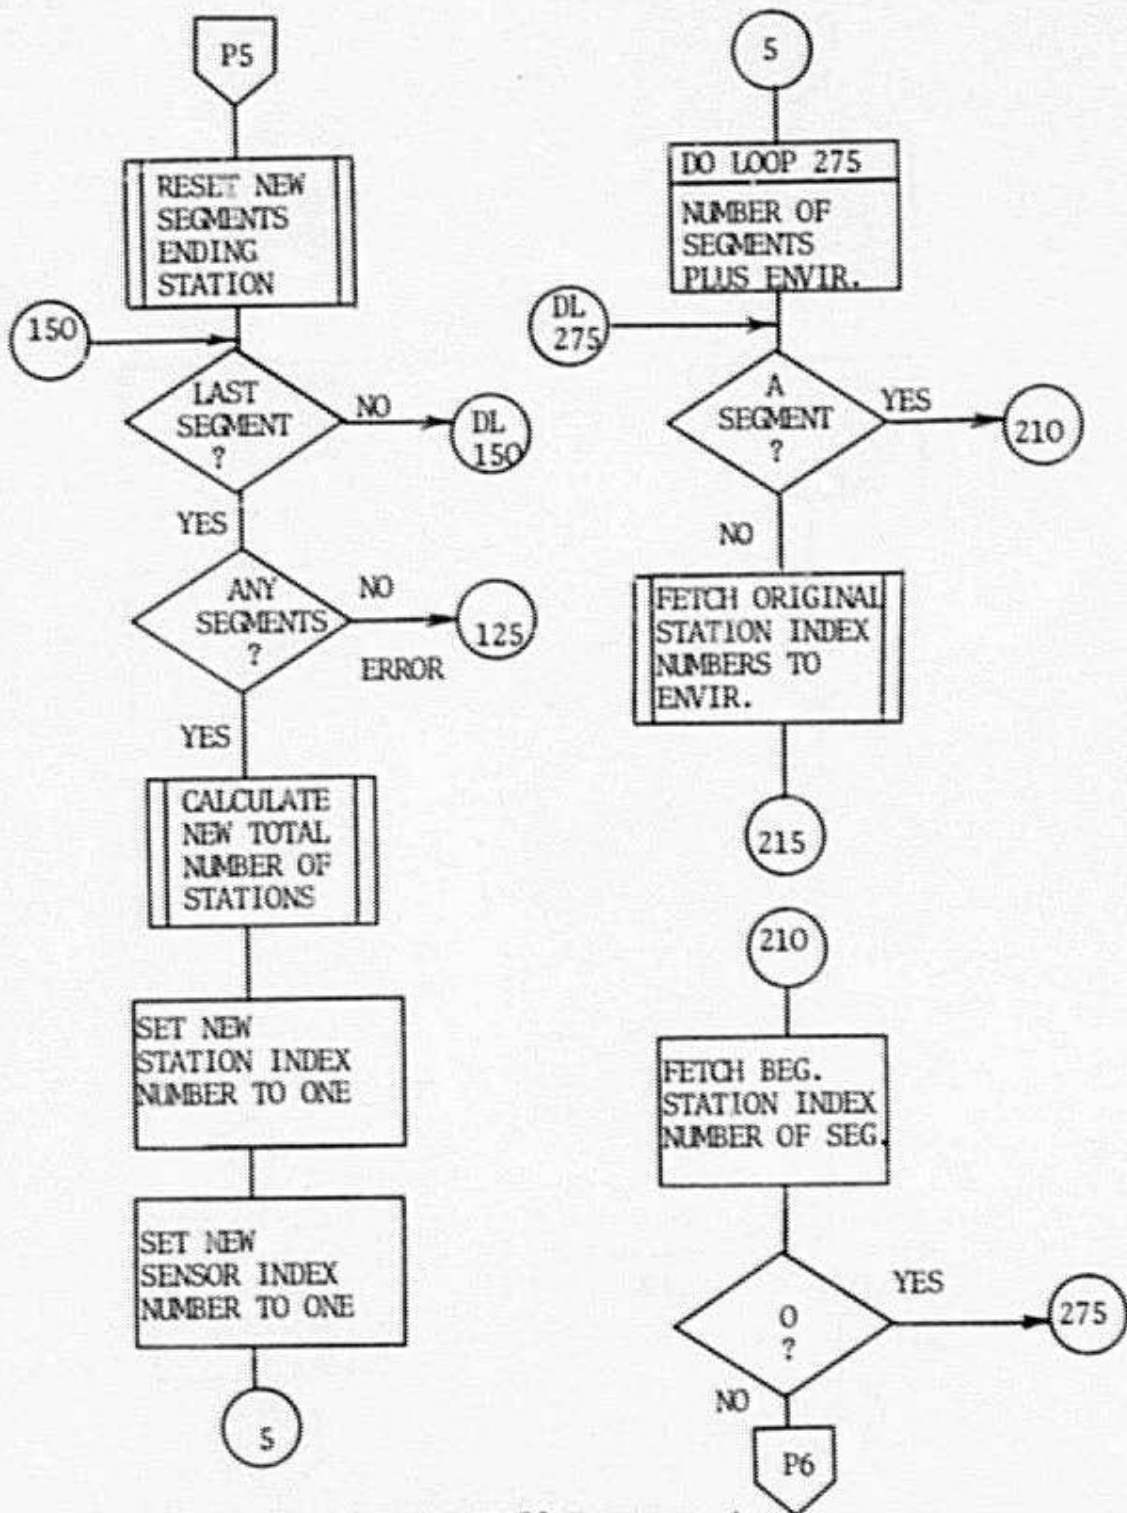 P5
RESET NEW
SEGMENTS
ENDING
STATION
150
LAST
SEGMENT
?
NO
DL
150
YES
ANY
SEGMENTS
?
NO
125
ERROR
YES
CALCULATE
NEW TOTAL
NUMBER OF
STATIONS
SET NEW
STATION INDEX
NUMBER TO ONE
SET NEW
SENSOR INDEX
NUMBER TO ONE
5
5
DO LOOP 275
NUMBER OF
SEGMENTS
PLUS ENVIR.
DL
275
A
SEGMENT
?
YES
210
NO
FETCH ORIGINAL
STATION INDEX
NUMBERS TO
ENVIR.
215
210
FETCH BEG.
STATION INDEX
NUMBER OF SEG.
0
?
YES
275
NO
P6